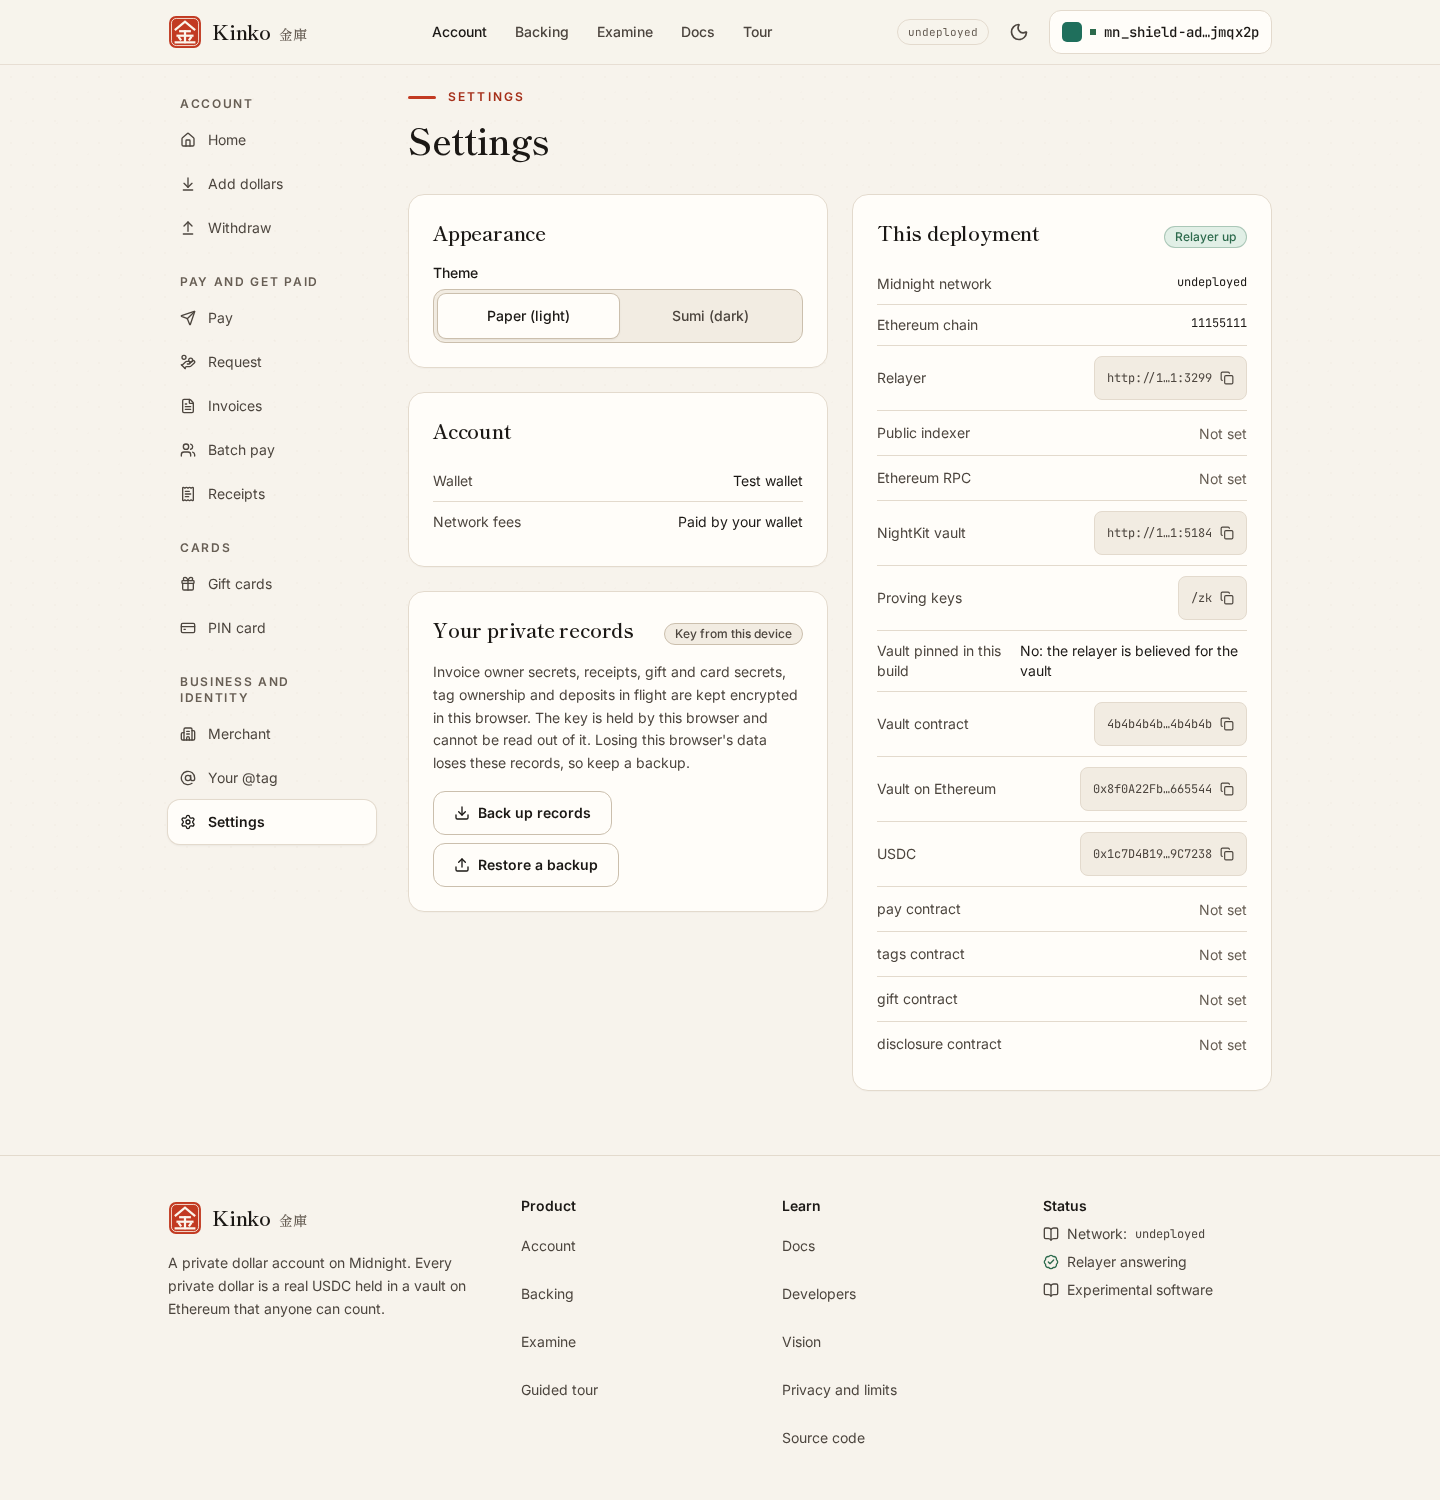 金 Kinko 金庫
Account
Backing
Examine
Docs
Tour
undeployed
mn_shield-ad…jmqx2p
ACCOUNT
Home
Add dollars
Withdraw
PAY AND GET PAID
Pay
Request
Invoices
Batch pay
Receipts
CARDS
Gift cards
PIN card
BUSINESS AND
IDENTITY
Merchant
Your @tag
Settings
SETTINGS
Settings
Appearance
Theme
Paper (light)
Sumi (dark)
Account
Wallet Test wallet
Network fees Paid by your wallet
Your private records Key from this device
Invoice owner secrets, receipts, gift and card secrets,
tag ownership and deposits in flight are kept encrypted
in this browser. The key is held by this browser and
cannot be read out of it. Losing this browser's data
loses these records, so keep a backup.
Back up records
Restore a backup
This deployment Relayer up
Midnight network undeployed
Ethereum chain 11155111
Relayer http://1…1:3299
Public indexer Not set
Ethereum RPC Not set
NightKit vault http://1…1:5184
Proving keys /zk
Vault pinned in this No: the relayer is believed for the
build vault
Vault contract 4b4b4b4b…4b4b4b
Vault on Ethereum 0x8f0A22Fb…665544
USDC 0x1c7D4B19…9C7238
pay contract Not set
tags contract Not set
gift contract Not set
disclosure contract Not set
金 Kinko 金庫
A private dollar account on Midnight. Every
private dollar is a real USDC held in a vault on
Ethereum that anyone can count.
Product
Account
Backing
Examine
Guided tour
Learn
Docs
Developers
Vision
Privacy and limits
Source code
Status
Network: undeployed
Relayer answering
Experimental software